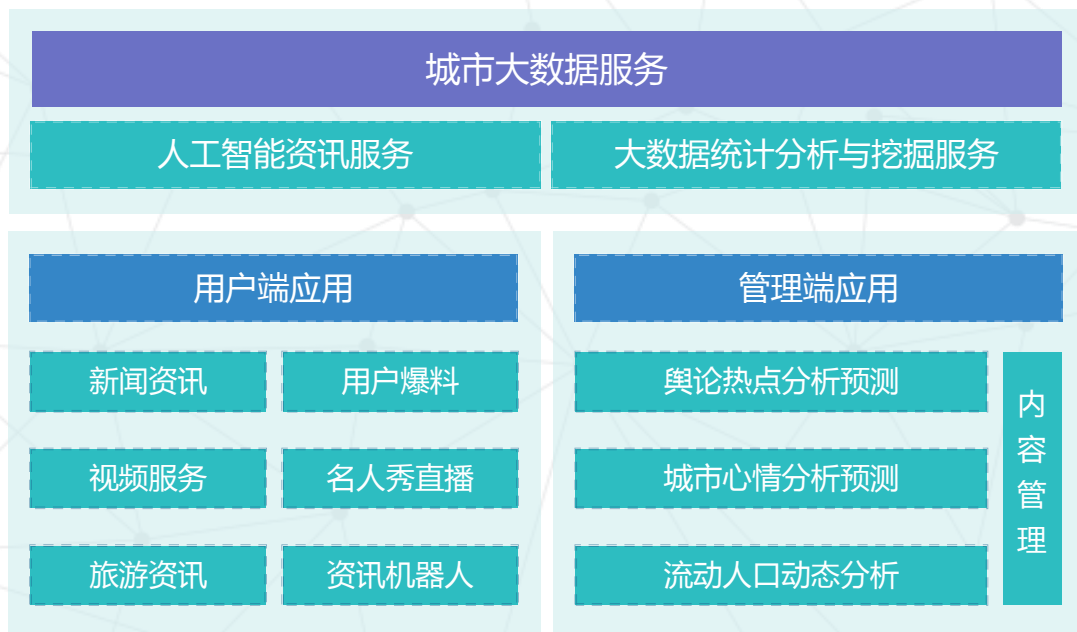 城市大数据服务
人工智能资讯服务
大数据统计分析与挖掘服务
用户端应用
新闻资讯
用户爆料
视频服务
名人秀直播
旅游资讯
资讯机器人
管理端应用
舆论热点分析预测
城市心情分析预测
流动人口动态分析
内容管理